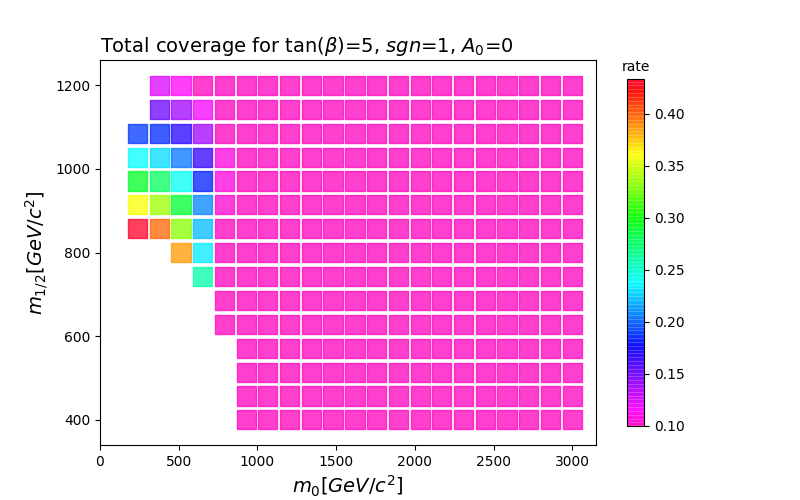 Total coverage for tan(β)=5, sgn=1, A₀=0
rate
1200
1000
800
600
400
m₁/₂[GeV/c²]
0 500 1000 1500 2000 2500 3000
m₀[GeV/c²]
0.40
0.35
0.30
0.25
0.20
0.15
0.10